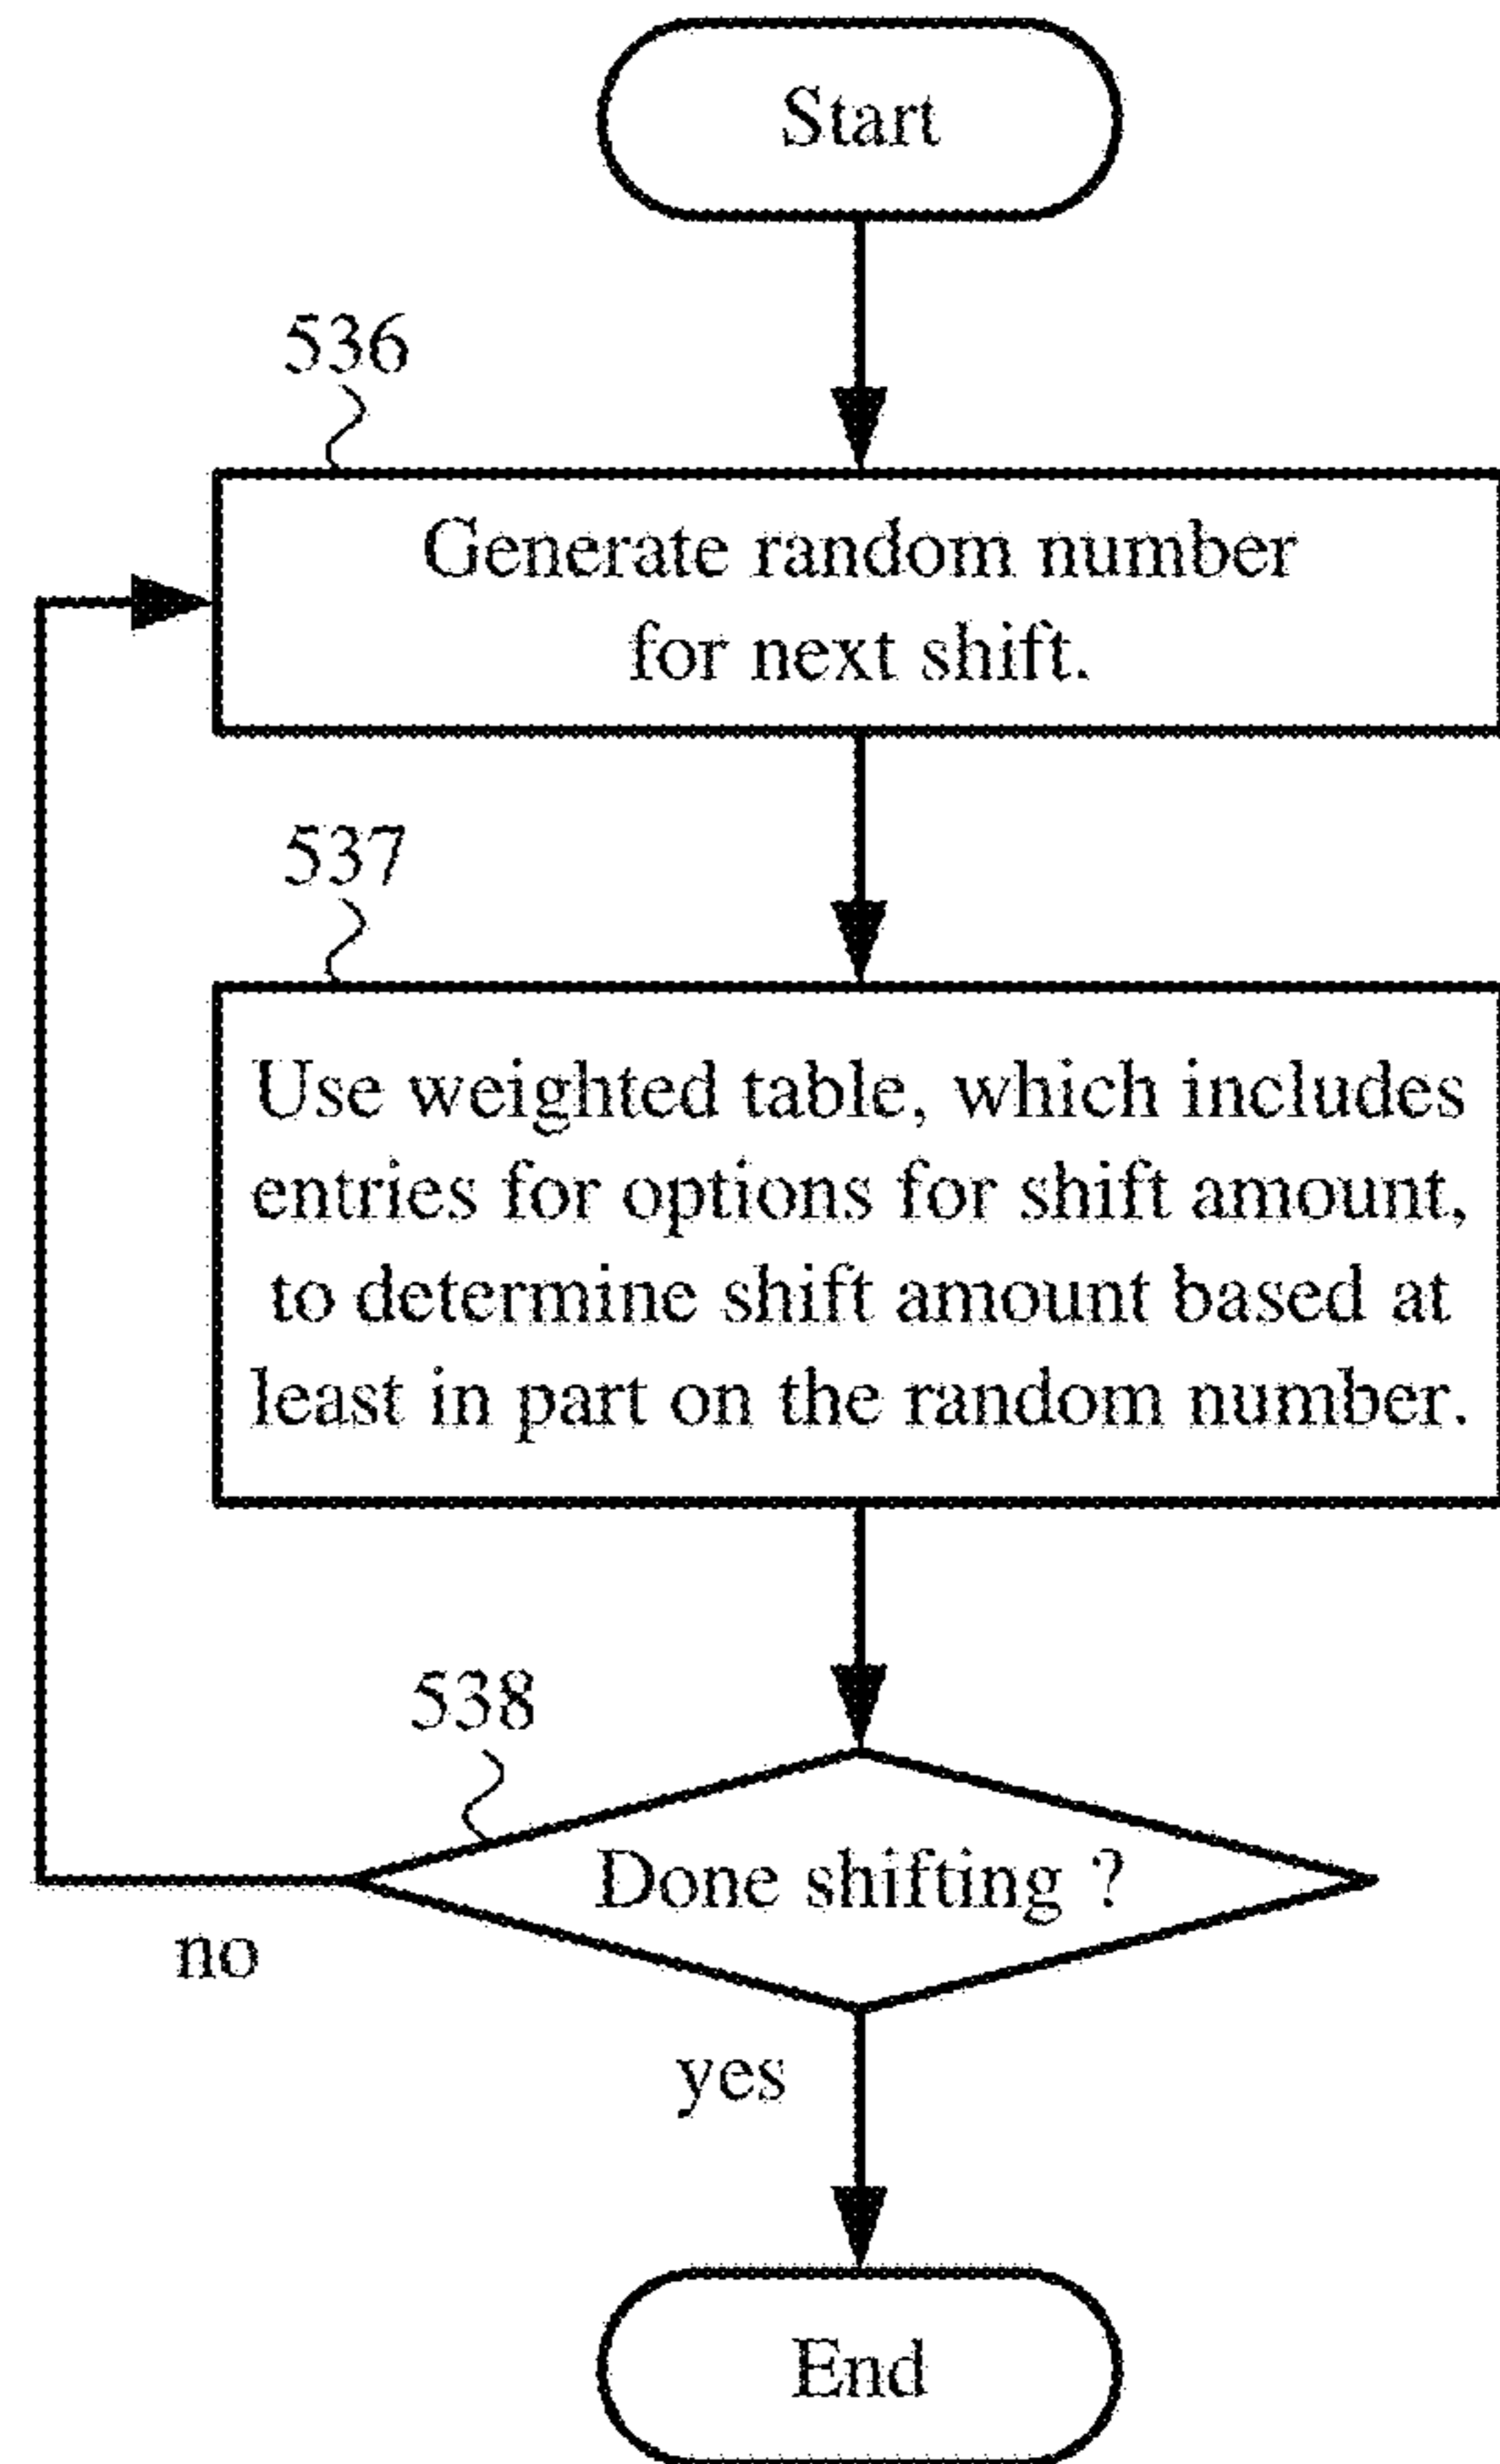 Start
536
Generate random number
for next shift.
537
Use weighted table, which includes
entries for options for shift amount,
to determine shift amount based at
least in part on the random number.
538
Done shifting ?
no
yes
End